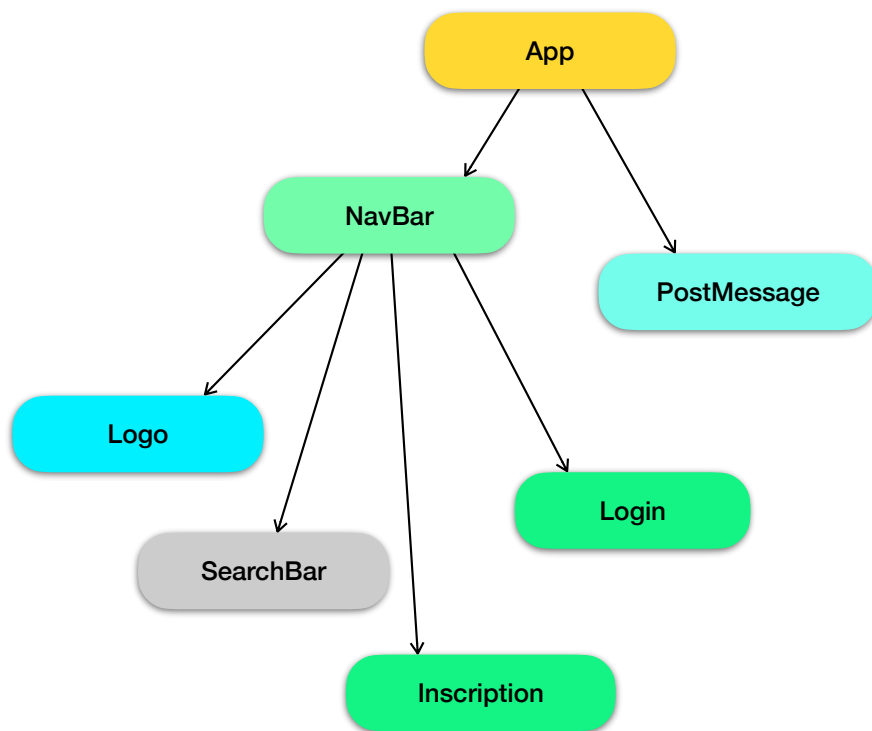 App
NavBar
PostMessage
Logo
Login
SearchBar
Inscription